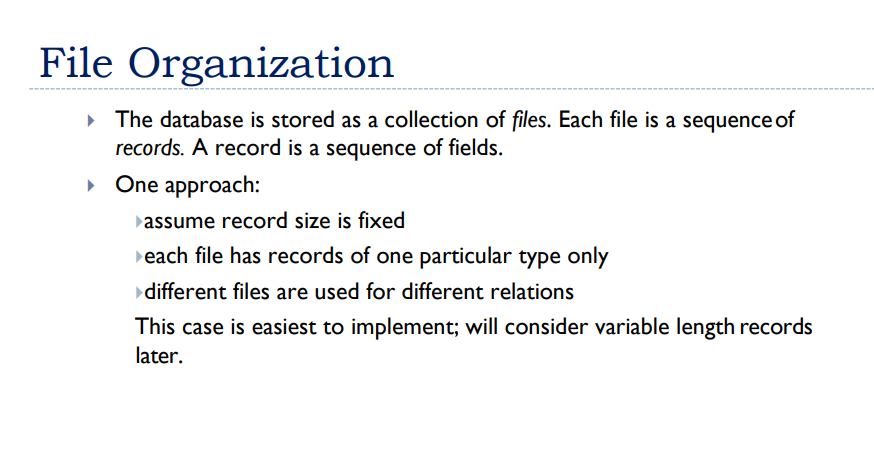 File Organization
The database is stored as a collection of files. Each file is a sequence of
records. A record is a sequence of fields.
One approach:
assume record size is fixed
each file has records of one particular type only
different files are used for different relations
This case is easiest to implement; will consider variable length records
later.